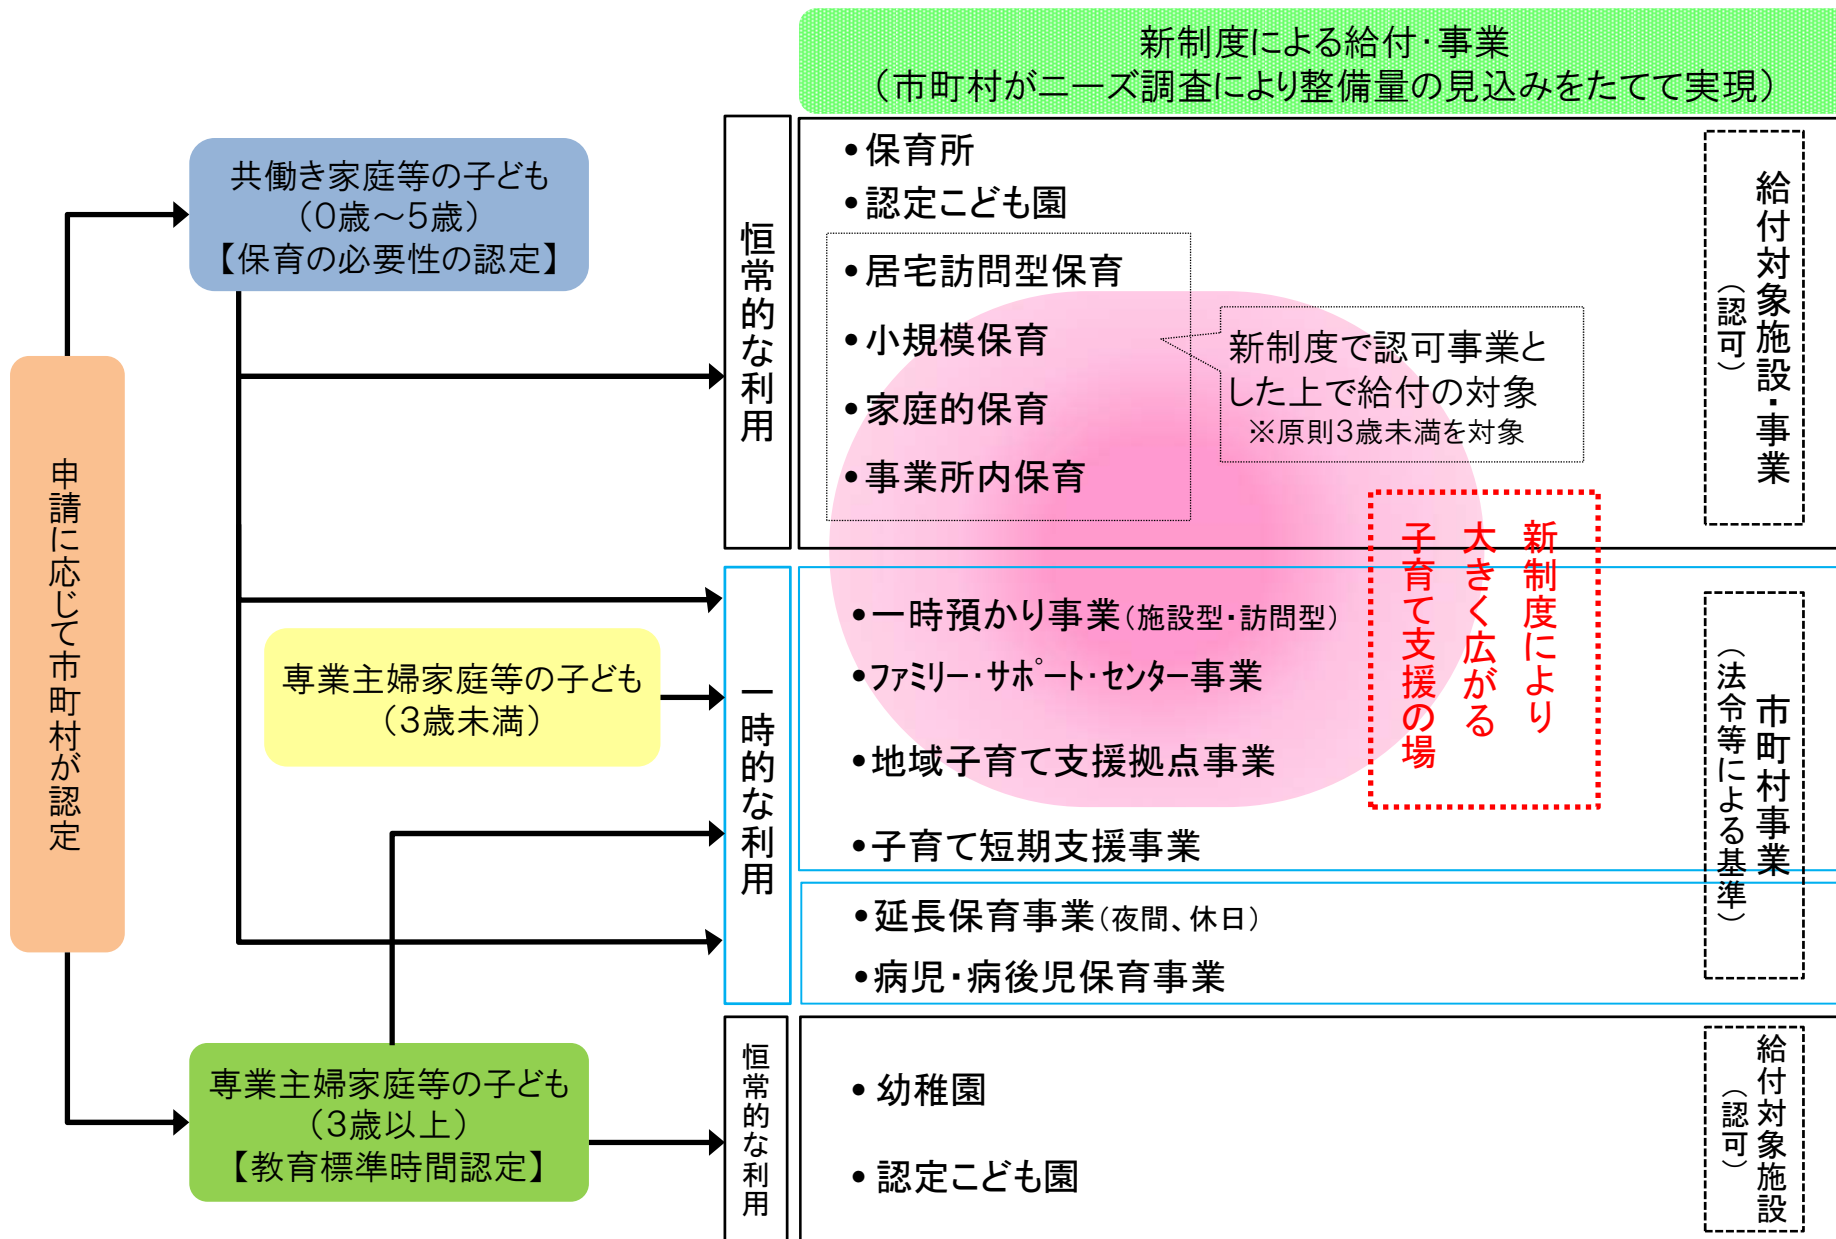 新制度による給付・事業
（市町村がニーズ調査により整備量の見込みをたてて実現）
申請に応じて市町村が認定
共働き家庭等の子ども
（0歳～5歳）
【保育の必要性の認定】
専業主婦家庭等の子ども
（3歳未満）
専業主婦家庭等の子ども
（3歳以上）
【教育標準時間認定】
恒常的な利用
•保育所
•認定こども園
•居宅訪問型保育
•小規模保育
•家庭的保育
•事業所内保育
新制度で認可事業と
した上で給付の対象
※原則3歳未満を対象
給付対象施設・事業
（認可）
新制度により
大きく広がる
子育て支援の場
一時的な利用
•一時預かり事業（施設型・訪問型）
•ファミリー・サポート・センター事業
•地域子育て支援拠点事業
•子育て短期支援事業
•延長保育事業（夜間、休日）
•病児・病後児保育事業
市町村事業
（法令等による基準）
恒常的な利用
• 幼稚園
• 認定こども園
給付対象施設
（認可）